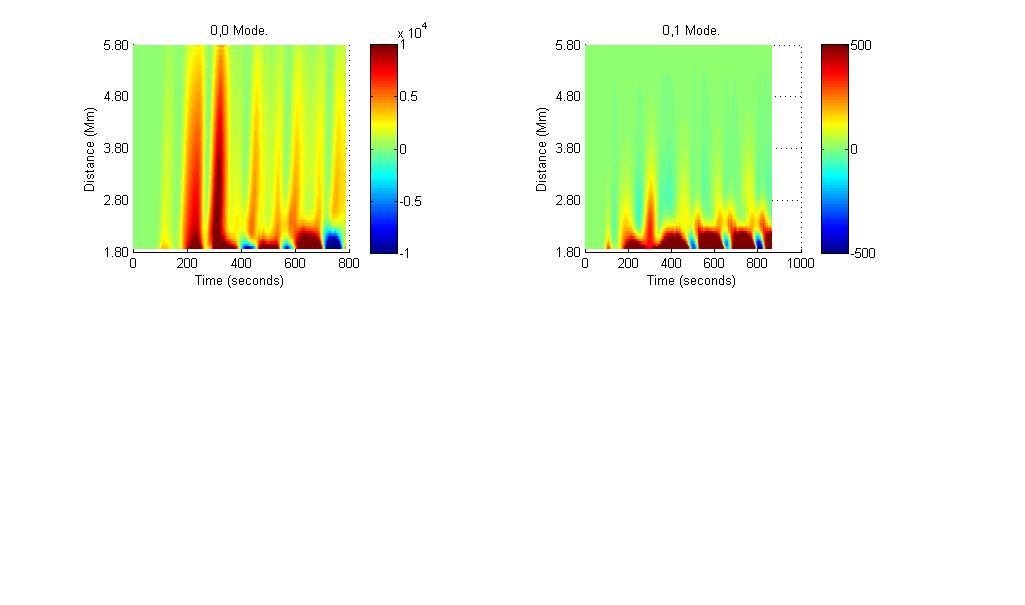 0,0 Mode.
x 10^4
5.80
4.80
3.80
2.80
1.80
Distance (Mm)
0 200 400 600 800
Time (seconds)
1
0.5
0
-0.5
-1
0,1 Mode.
5.80
4.80
3.80
2.80
1.80
Distance (Mm)
0 200 400 600 800 1000
Time (seconds)
500
0
-500